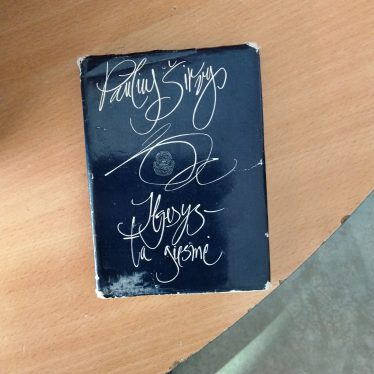 Paulius Širvys
Ilgesys –
ta giesmė